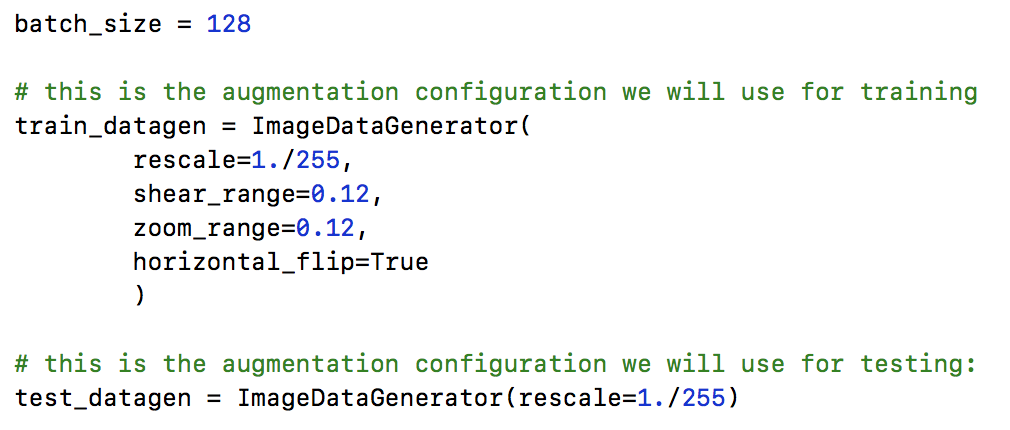 batch_size = 128
# this is the augmentation configuration we will use for training
train_datagen = ImageDataGenerator(
        rescale=1./255,
        shear_range=0.12,
        zoom_range=0.12,
        horizontal_flip=True
        )
# this is the augmentation configuration we will use for testing:
test_datagen = ImageDataGenerator(rescale=1./255)